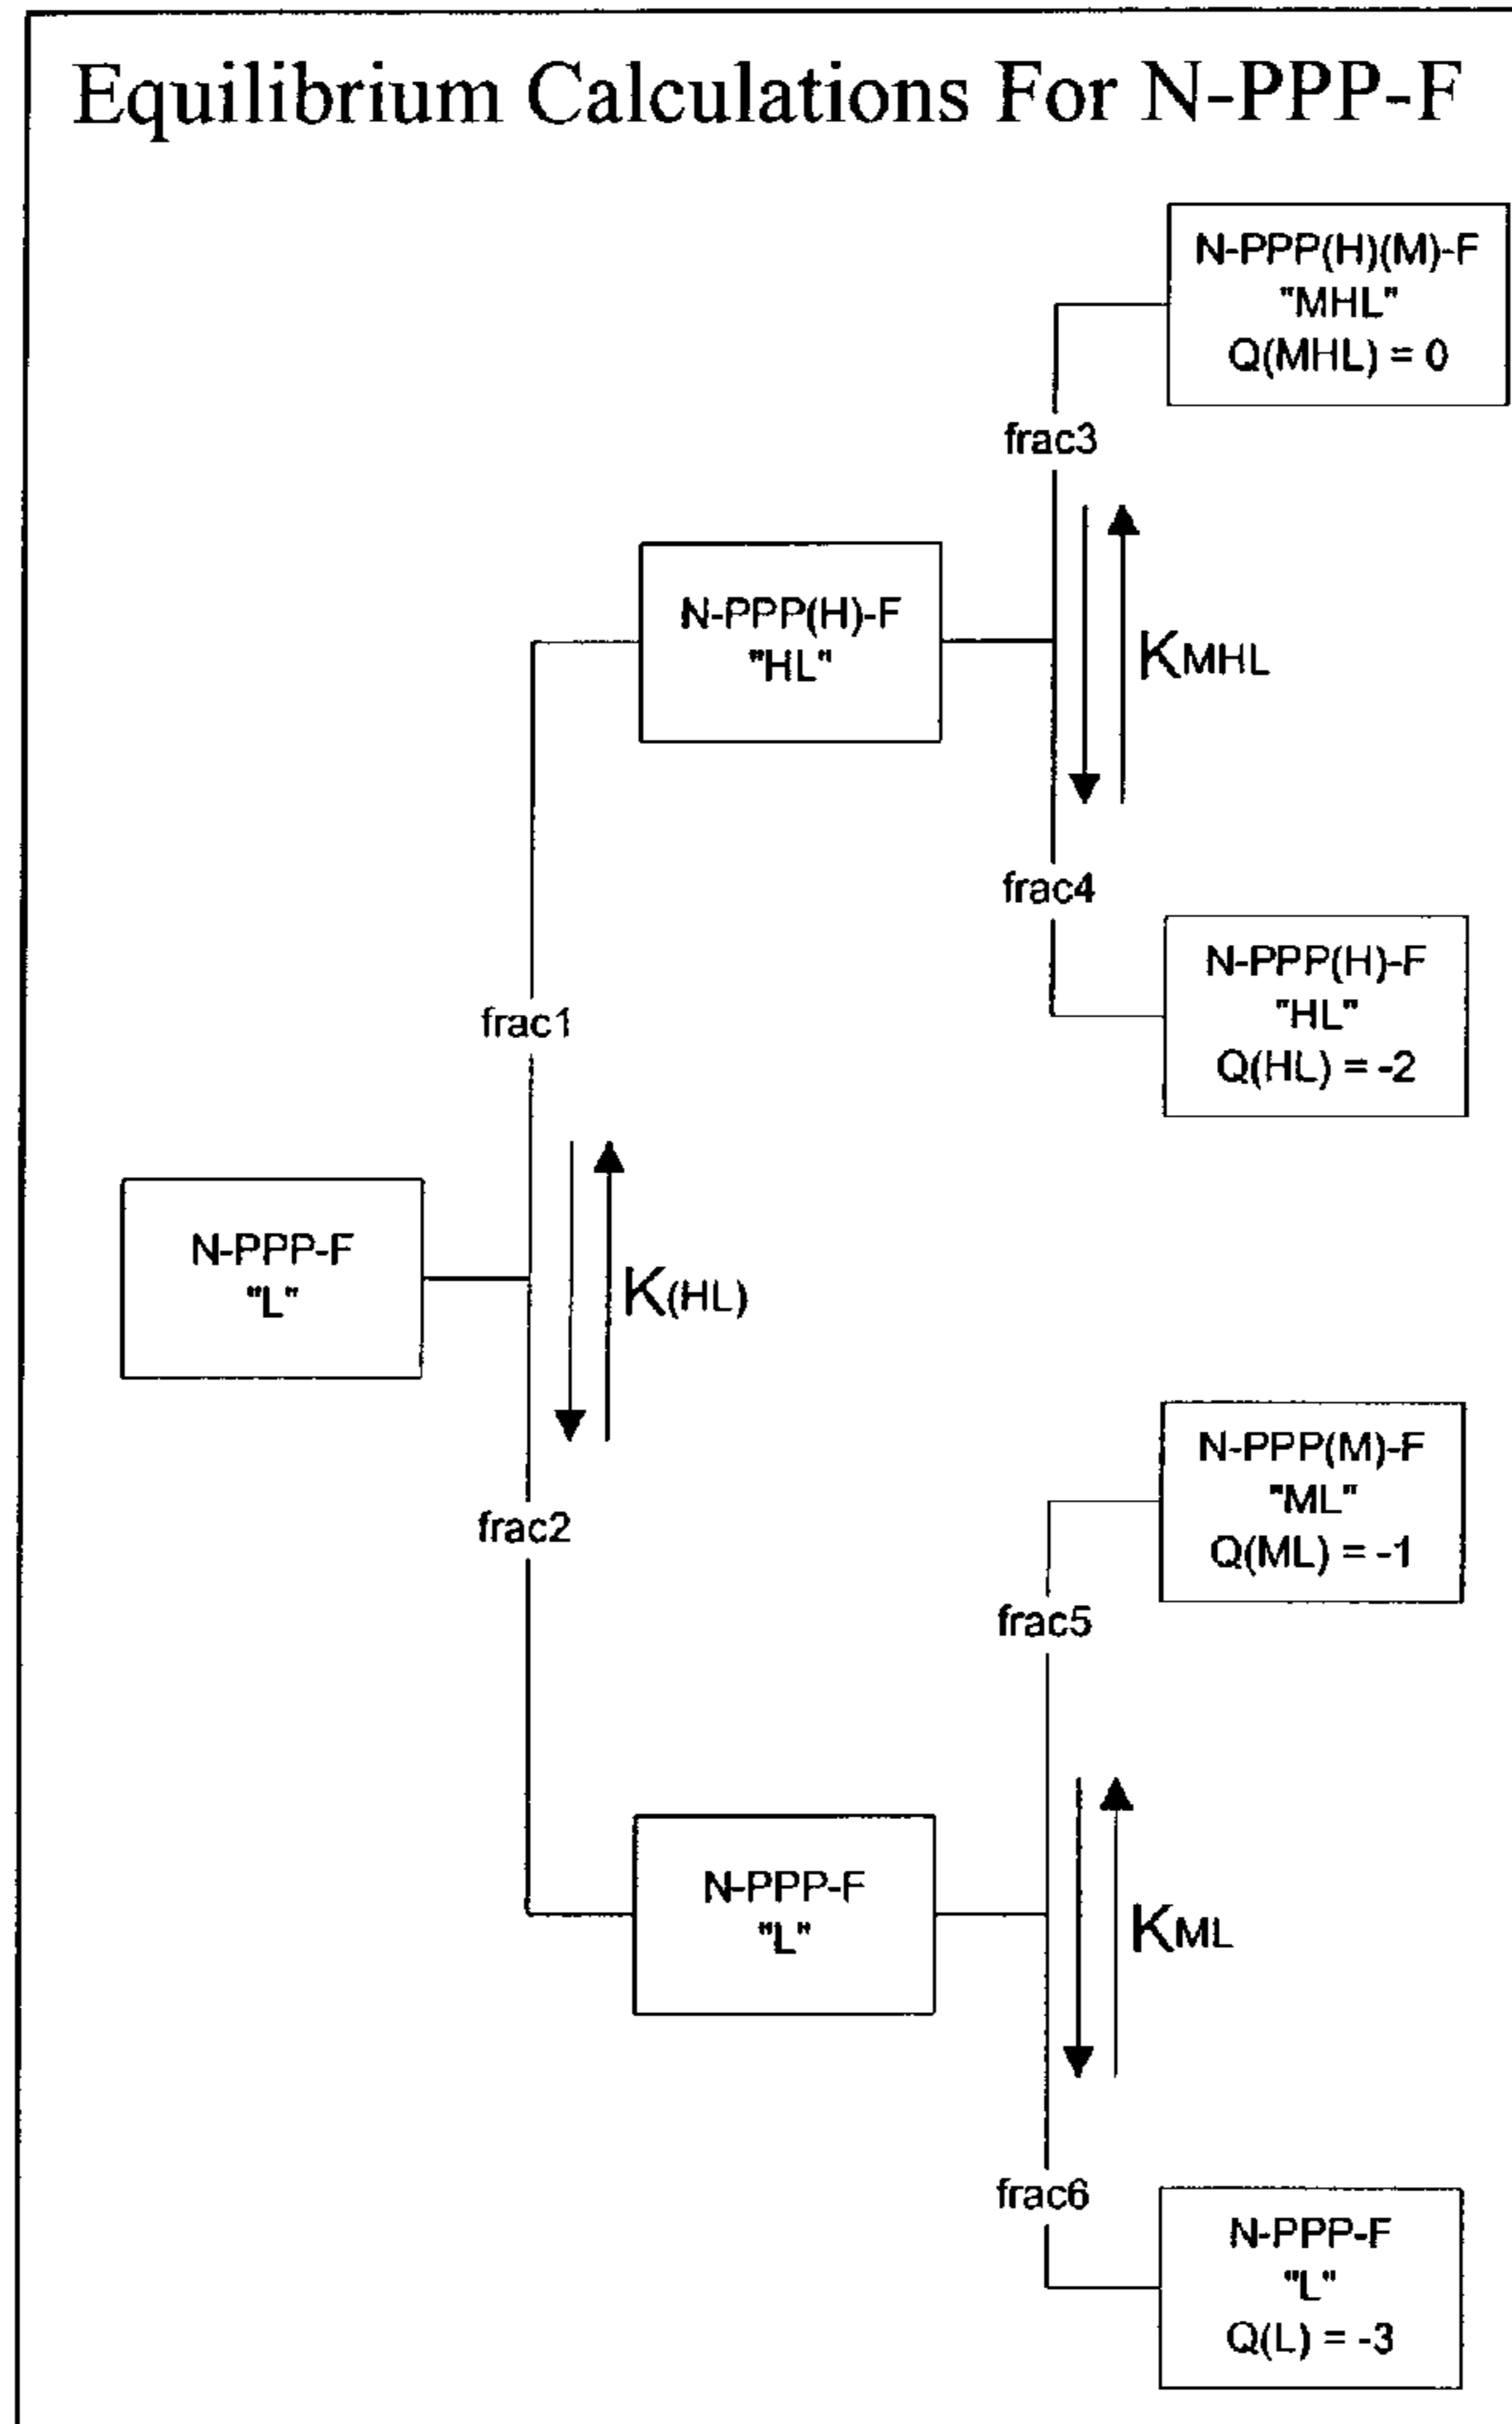 Equilibrium Calculations For N-PPP-F
N-PPP(H)(M)-F
"MHL"
Q(MHL) = 0
frac3
N-PPP(H)-F
"HL"
KMHL
frac4
N-PPP(H)-F
"HL"
Q(HL) = -2
frac1
N-PPP-F
"L"
K(HL)
N-PPP(M)-F
"ML"
Q(ML) = -1
frac2
frac5
N-PPP-F
"L"
KML
frac6
N-PPP-F
"L"
Q(L) = -3